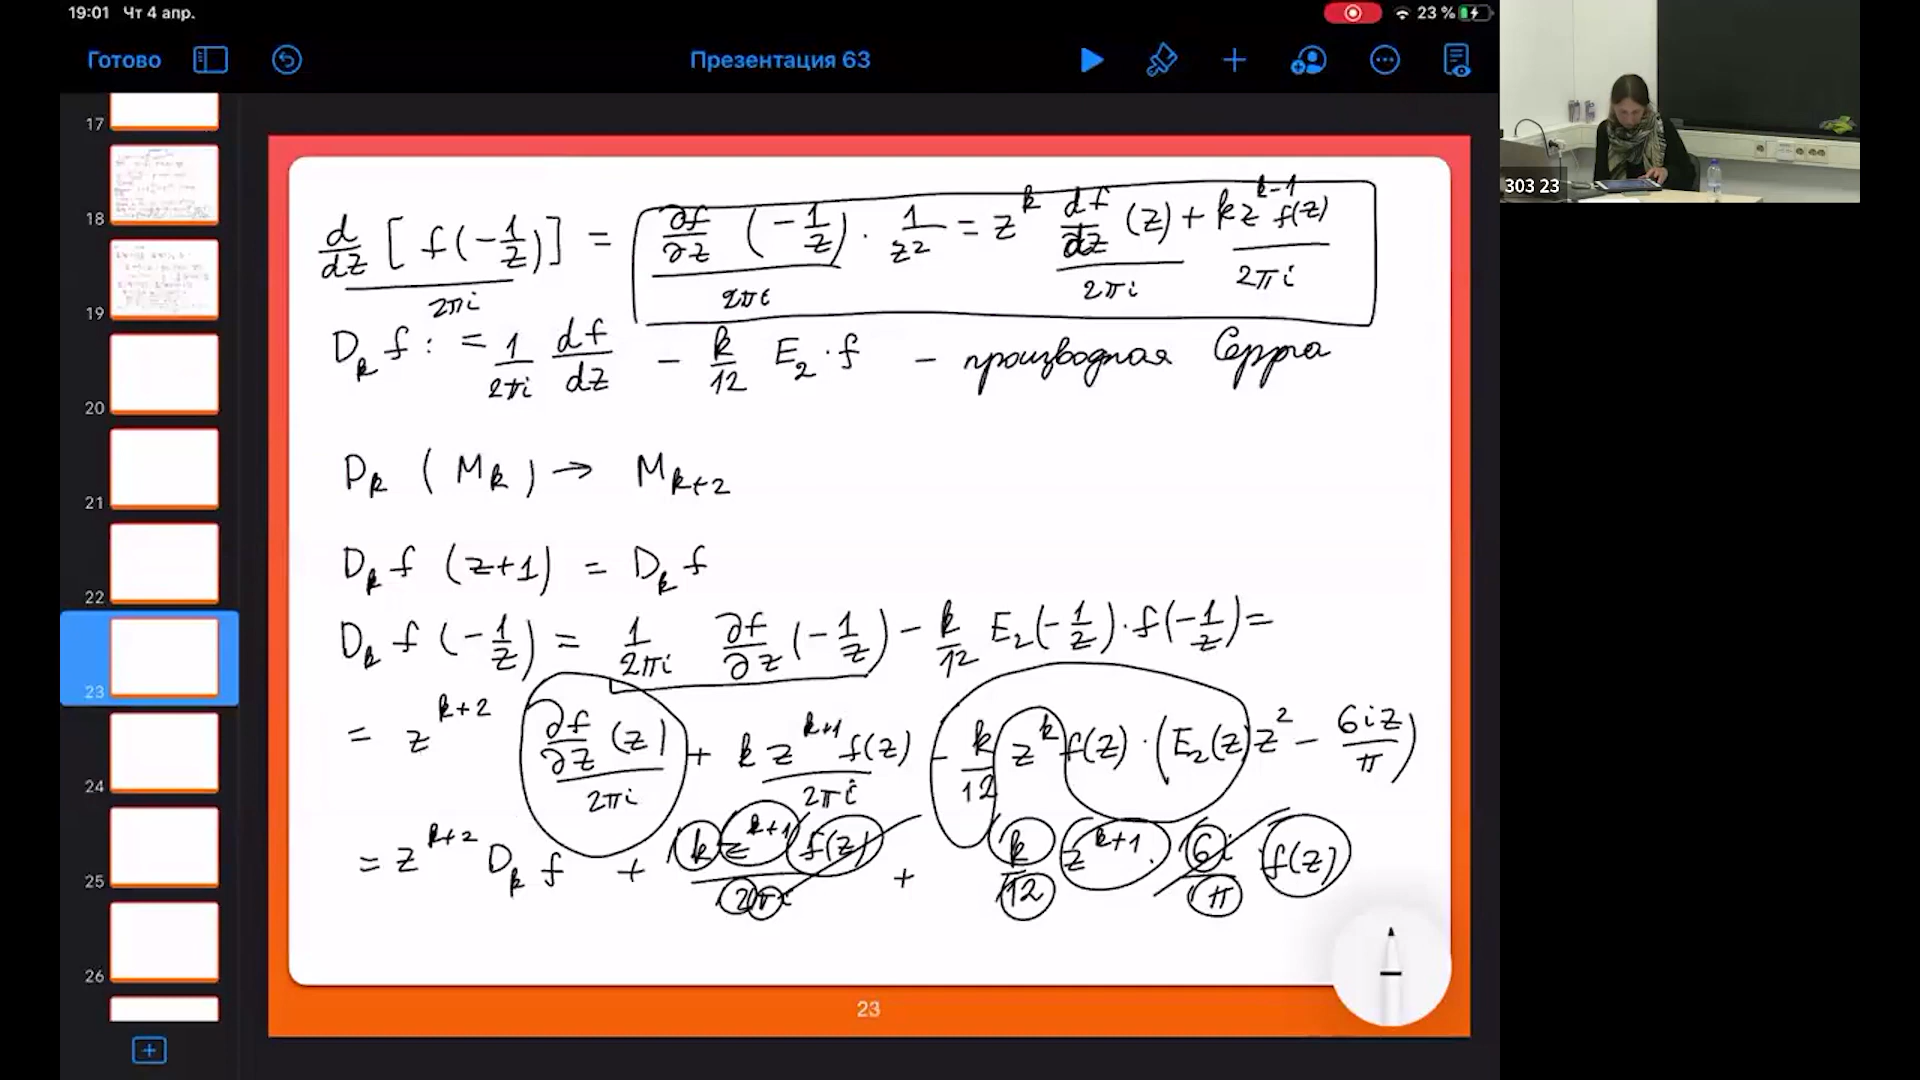 19:01 Чт 4 апр.
23 %
Готово
Презентация 63
303 23
17
18
19
20
21
22
23
24
25
26
d/dz [ f(-1/z) ] / 2πi = ∂f/∂z (-1/z) / 2πi · 1/z² = z^k df/dz (z) / 2πi + k z^{k-1} f(z) / 2πi
D_k f := 1/2πi df/dz - k/12 E₂ · f - производная Серра
D_k (M_k) → M_{k+2}
D_k f (z+1) = D_k f
D_k f (-1/z) = 1/2πi ∂f/∂z (-1/z) - k/12 E₂(-1/z) · f(-1/z) =
= z^{k+2} ∂f/∂z (z) / 2πi + k z^{k+1} f(z) / 2πi - k/12 z^k f(z) · (E₂(z) z² - 6iz/π)
= z^{k+2} D_k f + k z^{k+1} f(z) / 2πi + k/12 z^{k+1} · 6i/π · f(z)
23